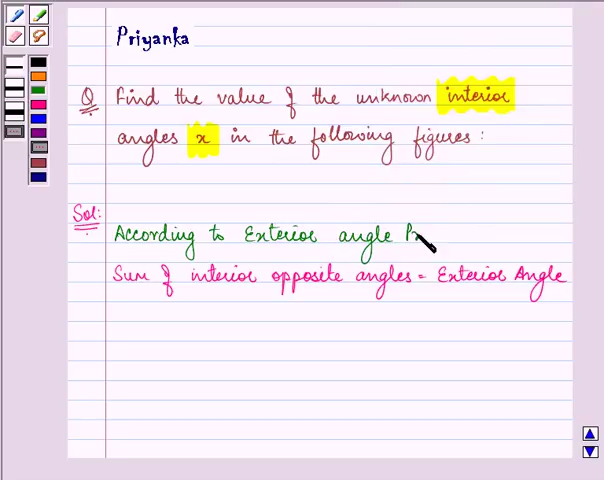 Priyanka
Q Find the value of the unknown interior
angles x in the following figures :
Sol:
According to Exterior angle
Sum of interior opposite angles = Exterior Angle